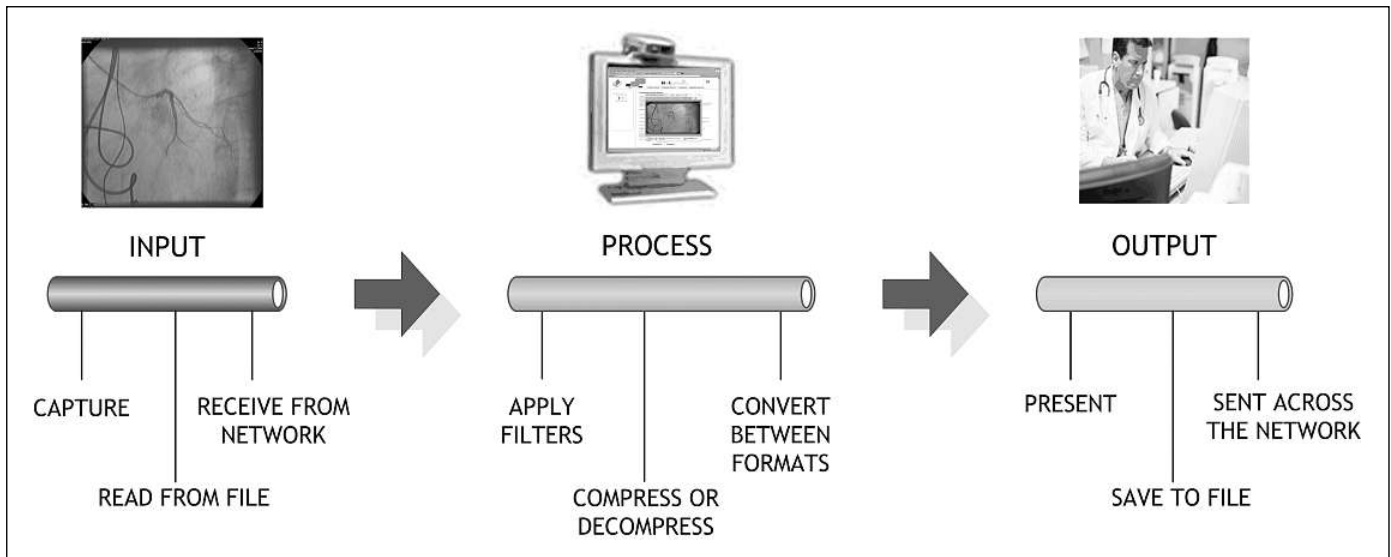 INPUT
PROCESS
OUTPUT
CAPTURE
RECEIVE FROM
NETWORK
READ FROM FILE
APPLY
FILTERS
CONVERT
BETWEEN
FORMATS
COMPRESS OR
DECOMPRESS
PRESENT
SENT ACROSS
THE NETWORK
SAVE TO FILE